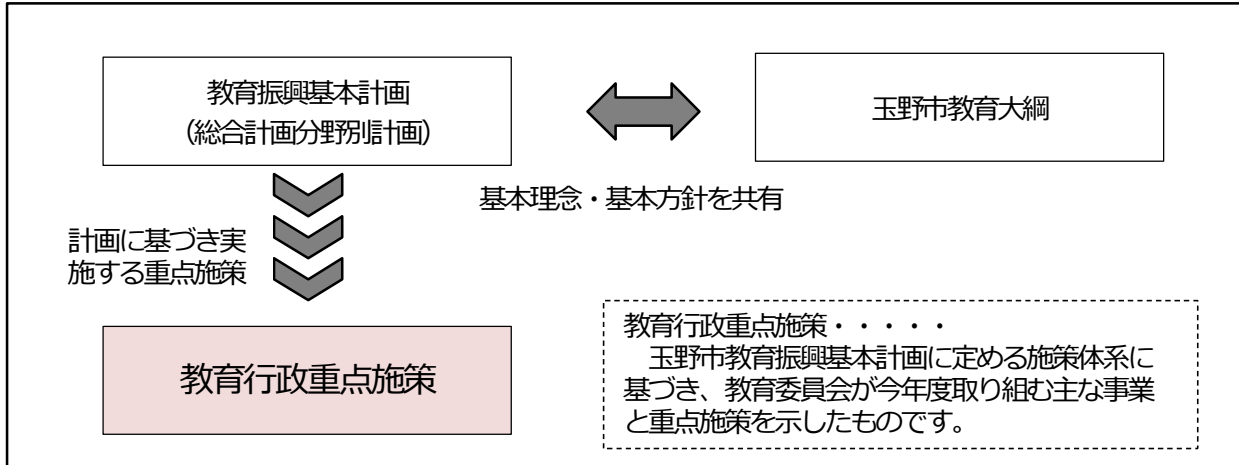 教育振興基本計画
（総合計画分野別計画）
玉野市教育大綱
基本理念・基本方針を共有
計画に基づき実
施する重点施策
教育行政重点施策
教育行政重点施策・・・・・
玉野市教育振興基本計画に定める施策体系に
基づき、教育委員会が今年度取り組む主な事業
と重点施策を示したものです。